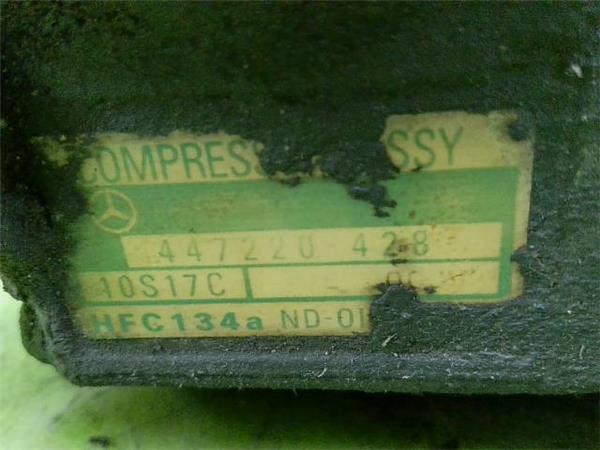 COMPRESS SSY
447220 428
10S17C
HFC134a ND-OI